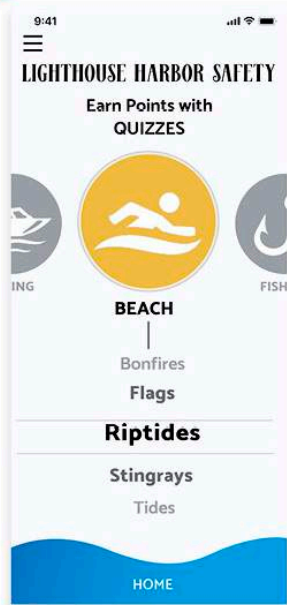 9:41
LIGHTHOUSE HARBOR SAFETY
Earn Points with
QUIZZES
ING
FISH
BEACH
Bonfires
Flags
Riptides
Stingrays
Tides
HOME